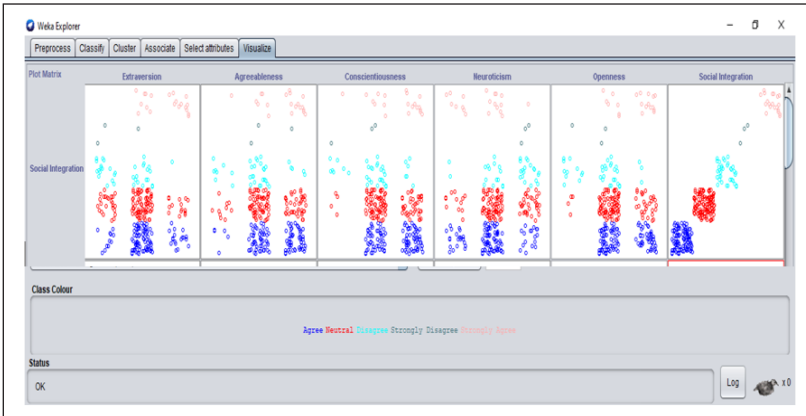 Weka Explorer
Preprocess Classify Cluster Associate Select attributes Visualize
Plot Matrix Extraversion Agreeableness Conscientiousness Neuroticism Openness Social Integration
Social Integration
Class Colour
Agree Neutral Disagree Strongly Disagree Strongly Agree
Status
OK
Log
x 0